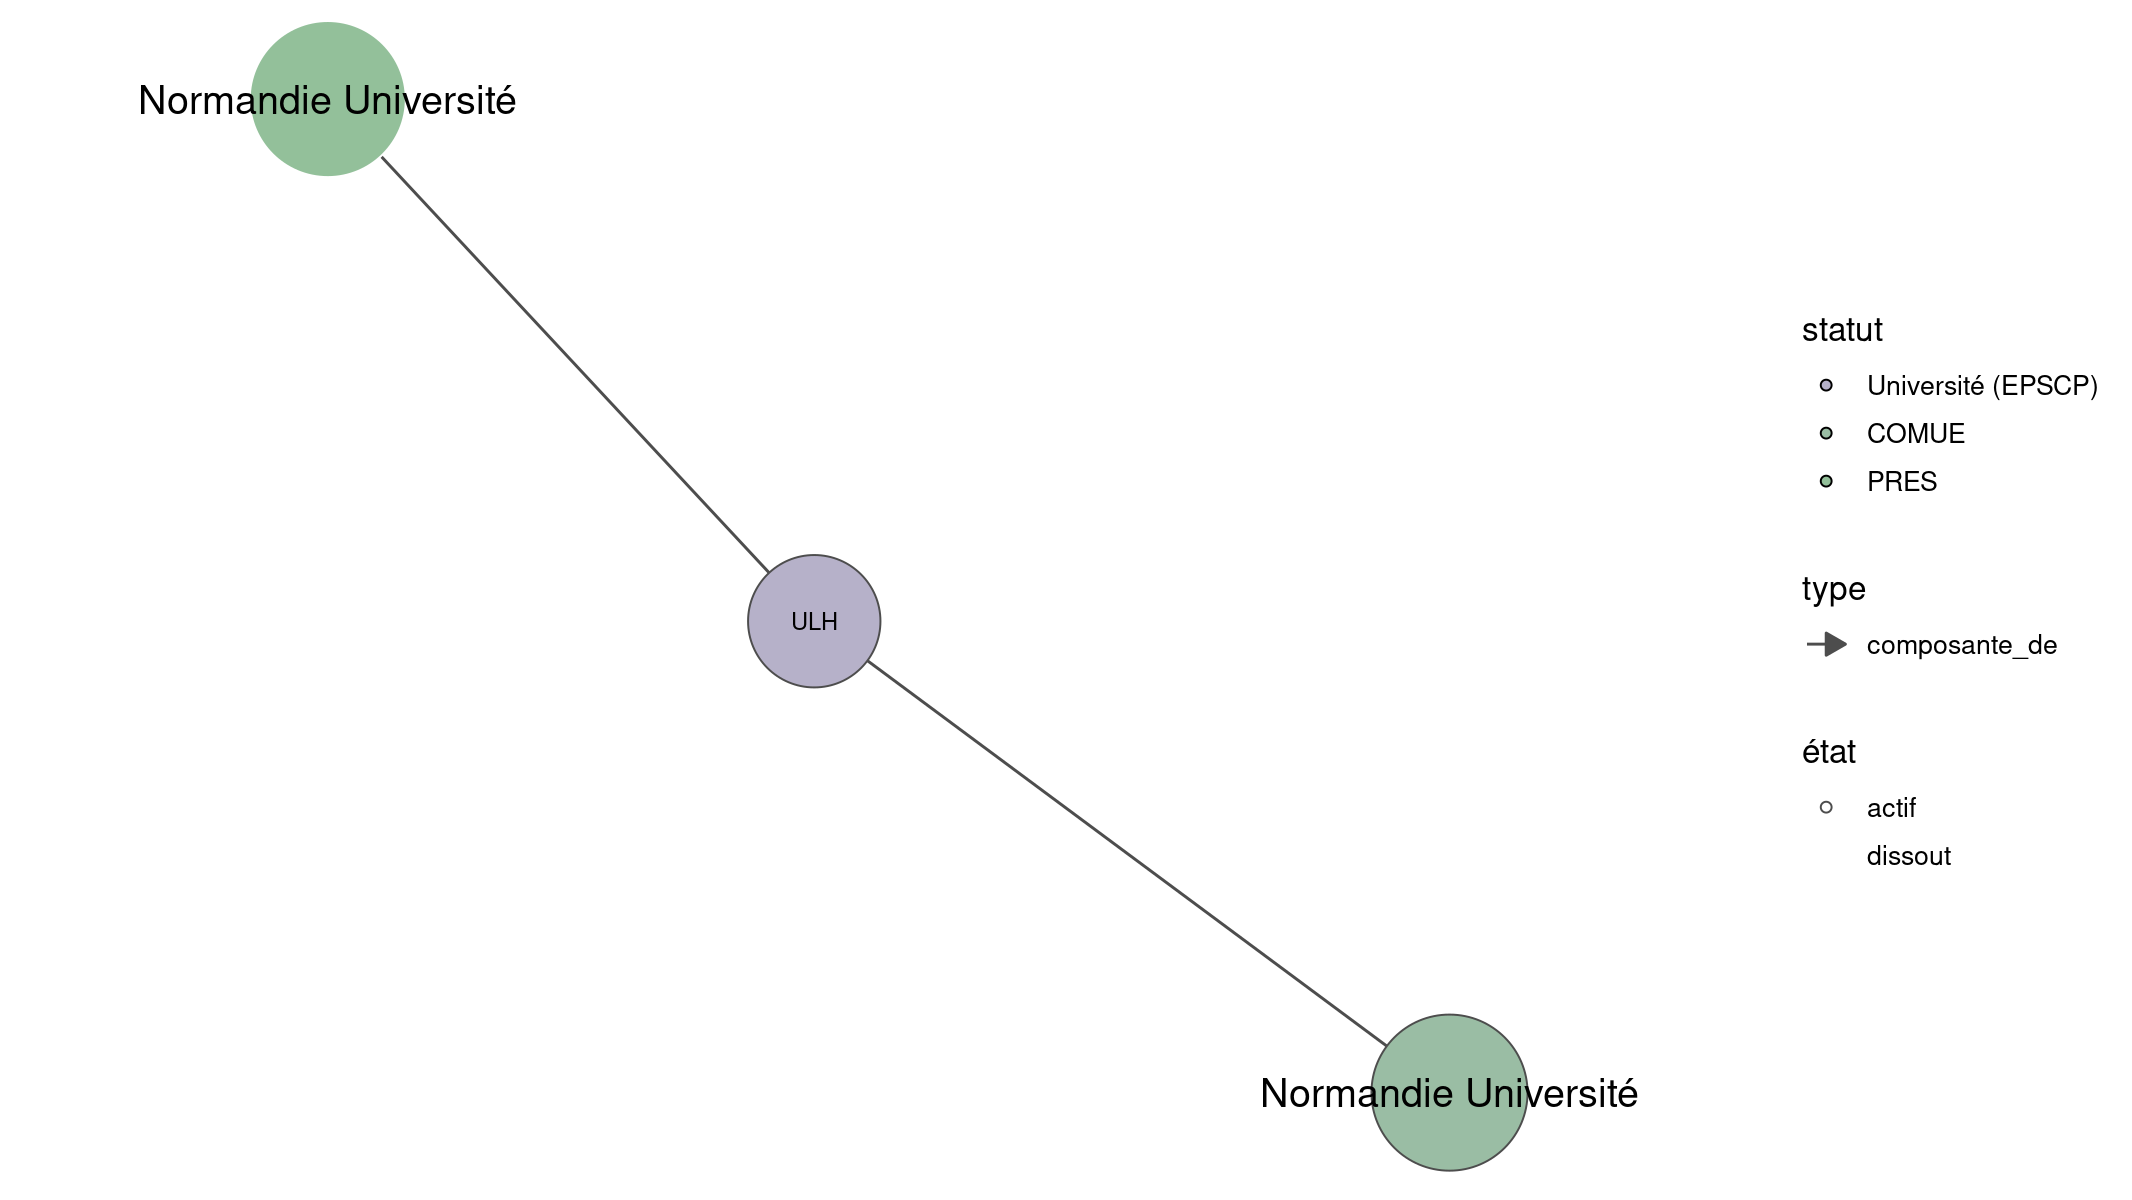 Normandie Université
ULH
Normandie Université
statut
Université (EPSCP)
COMUE
PRES
type
composante_de
état
actif
dissout